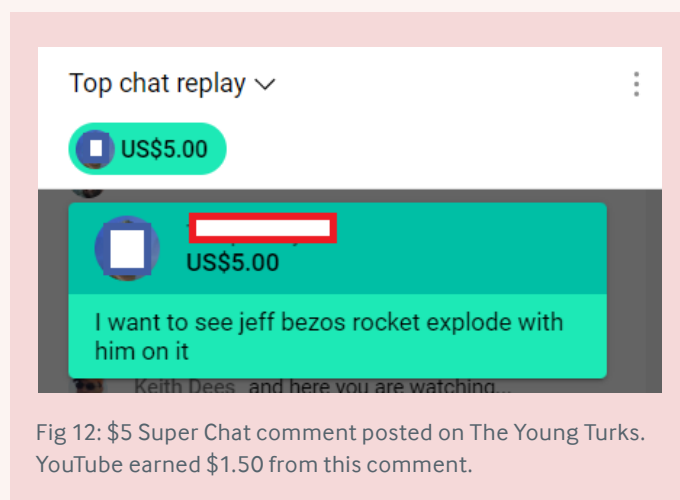 Top chat replay
US$5.00
US$5.00
I want to see jeff bezos rocket explode with
him on it
Keith Dees and here you are watching...
Fig 12: $5 Super Chat comment posted on The Young Turks.
YouTube earned $1.50 from this comment.